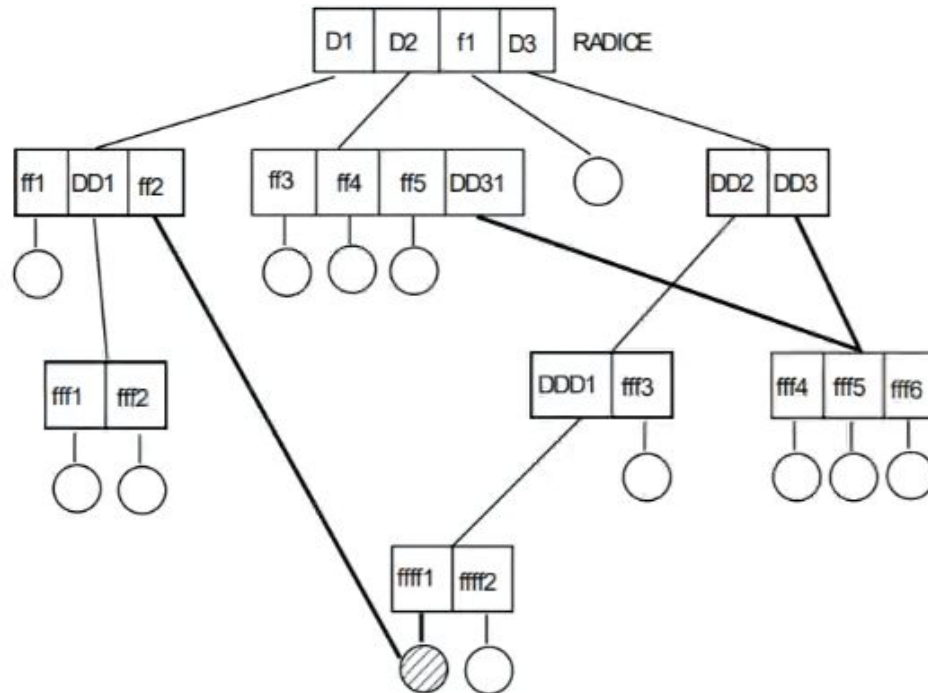 D1 D2 f1 D3 RADICE
ff1 DD1 ff2 ff3 ff4 ff5 DD31 DD2 DD3
fff1 fff2 DDD1 fff3 fff4 fff5 fff6
ffff1 ffff2